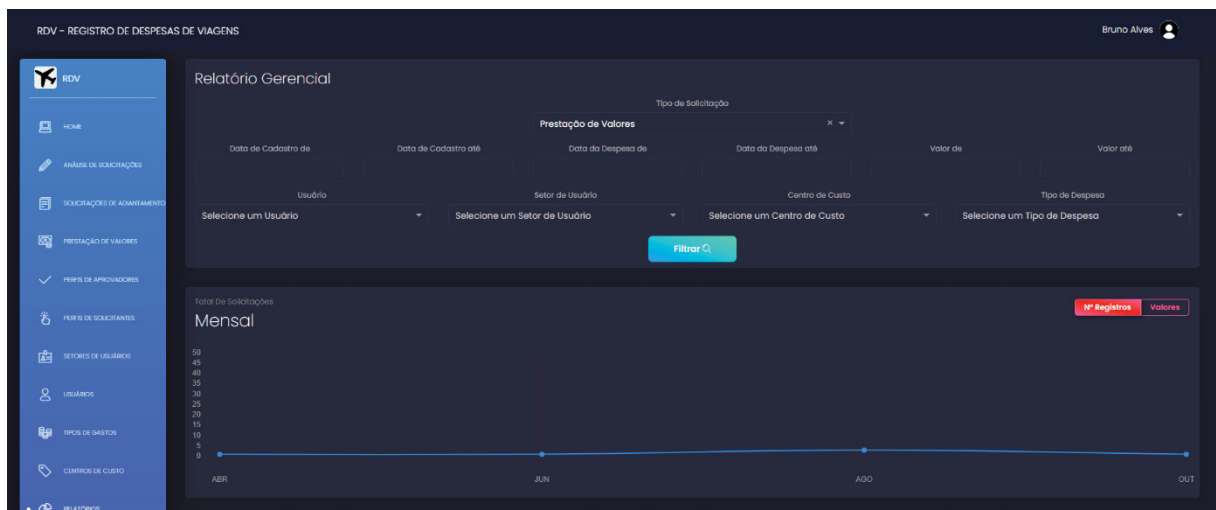 RDV - REGISTRO DE DESPESAS DE VIAGENS
Bruno Alves
RDV
HOME
ANÁLISE DE SOLICITAÇÕES
SOLICITAÇÕES DE ADIANTAMENTO
PRESTAÇÃO DE VALORES
PERFIS DE APROVADORES
PERFIS DE SOLICITANTES
SETORES DE USUÁRIOS
USUÁRIOS
TIPOS DE GASTOS
CENTROS DE CUSTO
RELATÓRIOS
Relatório Gerencial
Tipo de Solicitação
Prestação de Valores
Data de Cadastro de Data de Cadastro até Data da Despesa de Data da Despesa até Valor de Valor até
Usuário Setor de Usuário Centro de Custo Tipo de Despesa
Selecione um Usuário Selecione um Setor de Usuário Selecione um Centro de Custo Selecione um Tipo de Despesa
Filtrar
Total De Solicitações
Mensal
Nº Registros Valores
50
45
40
35
30
25
20
15
10
5
0
ABR JUN AGO OUT